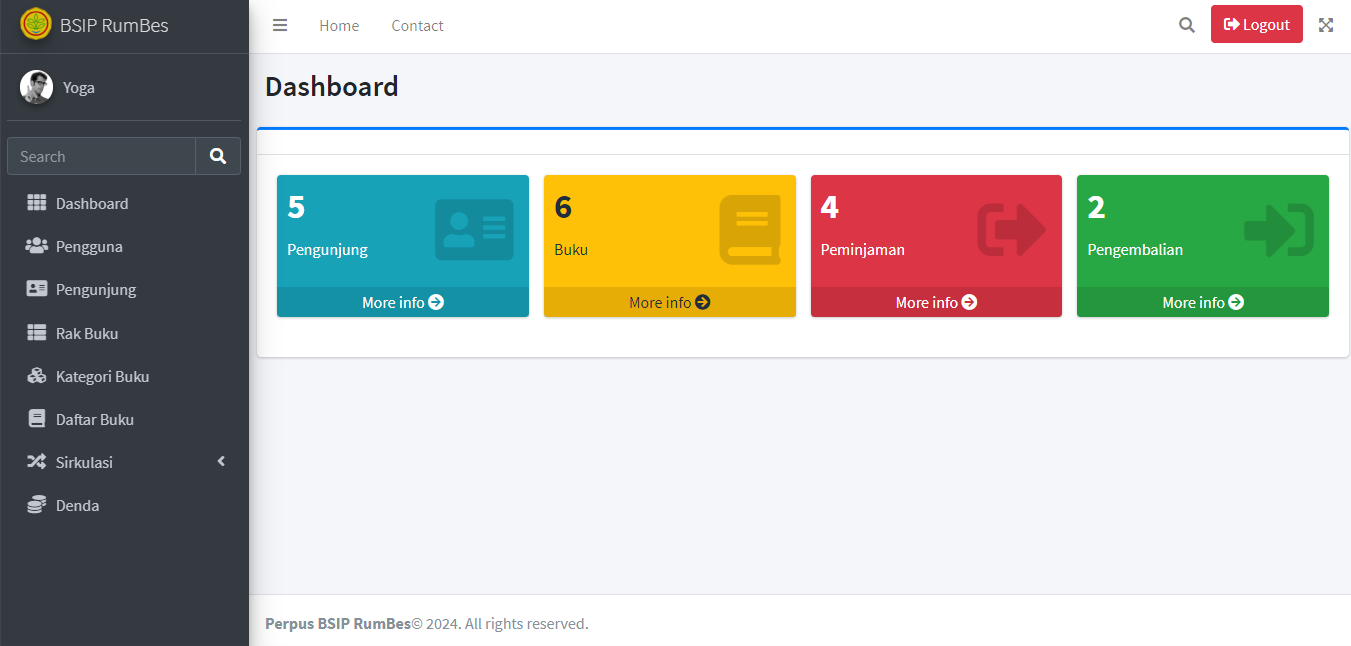 BSIP RumBes
Home
Contact
Logout
Yoga
Search
Dashboard
Pengguna
Pengunjung
Rak Buku
Kategori Buku
Daftar Buku
Sirkulasi
Denda
Dashboard
5
Pengunjung
More info
6
Buku
More info
4
Peminjaman
More info
2
Pengembalian
More info
Perpus BSIP RumBes© 2024. All rights reserved.